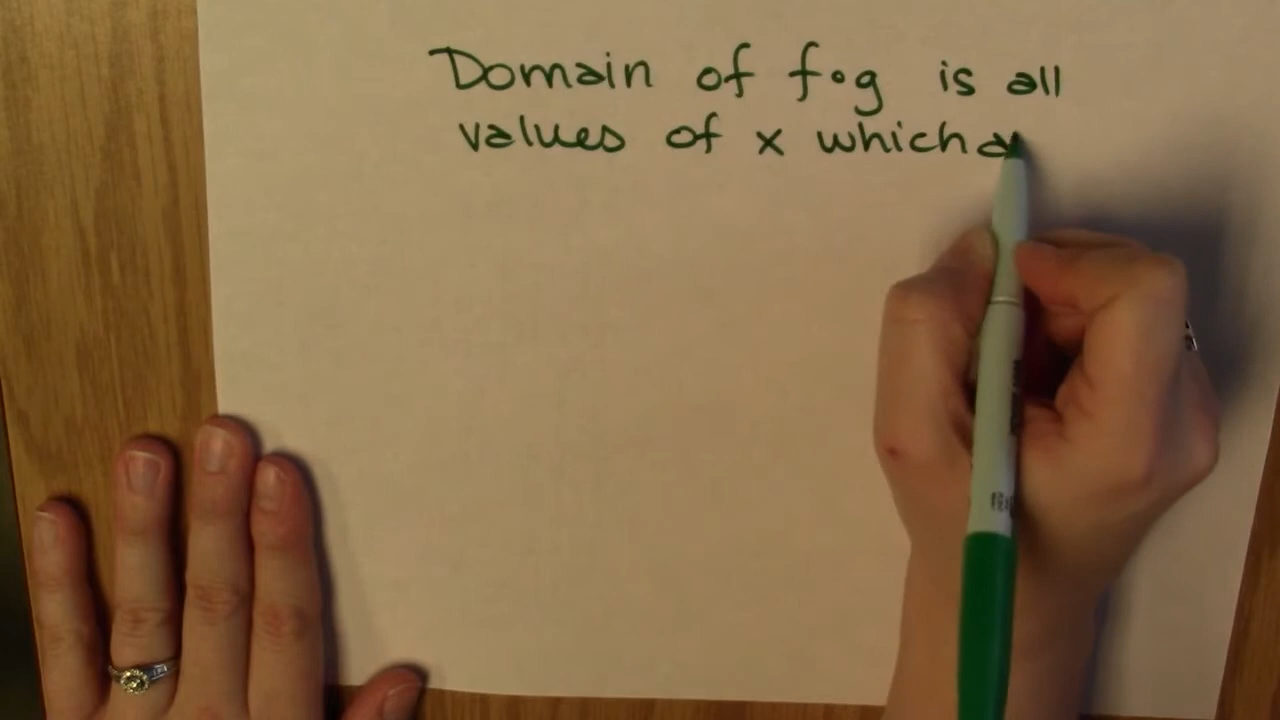 Domain of f∘g is all
values of x which